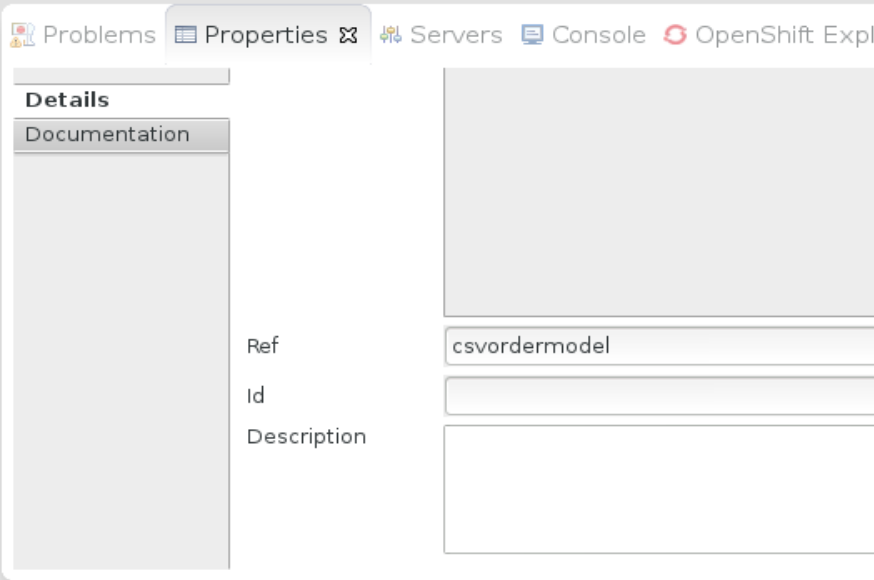 Problems Properties Servers Console OpenShift Expl
Details
Documentation
Ref csvordermodel
Id
Description